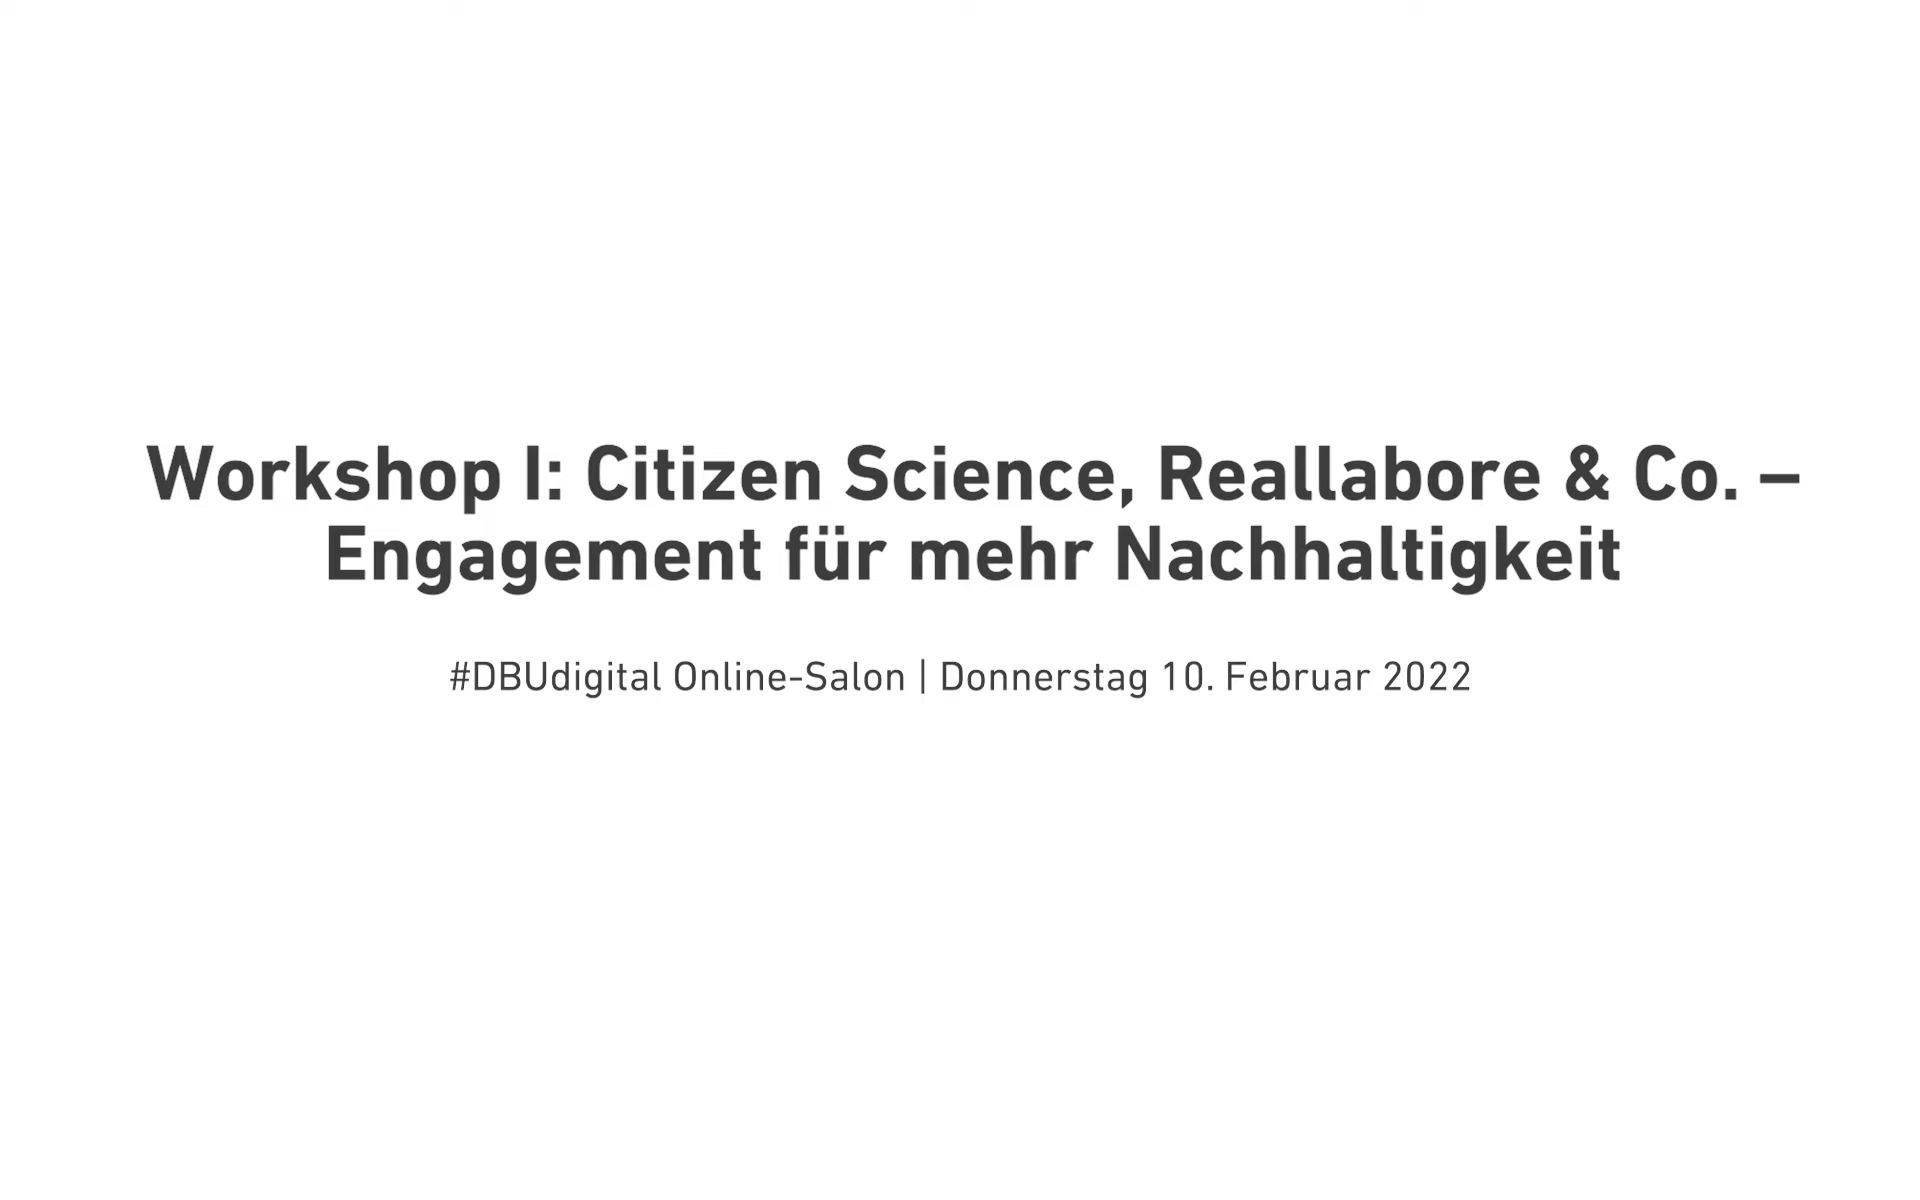 Workshop I: Citizen Science, Reallabore & Co. –
Engagement für mehr Nachhaltigkeit
#DBUdigital Online-Salon | Donnerstag 10. Februar 2022